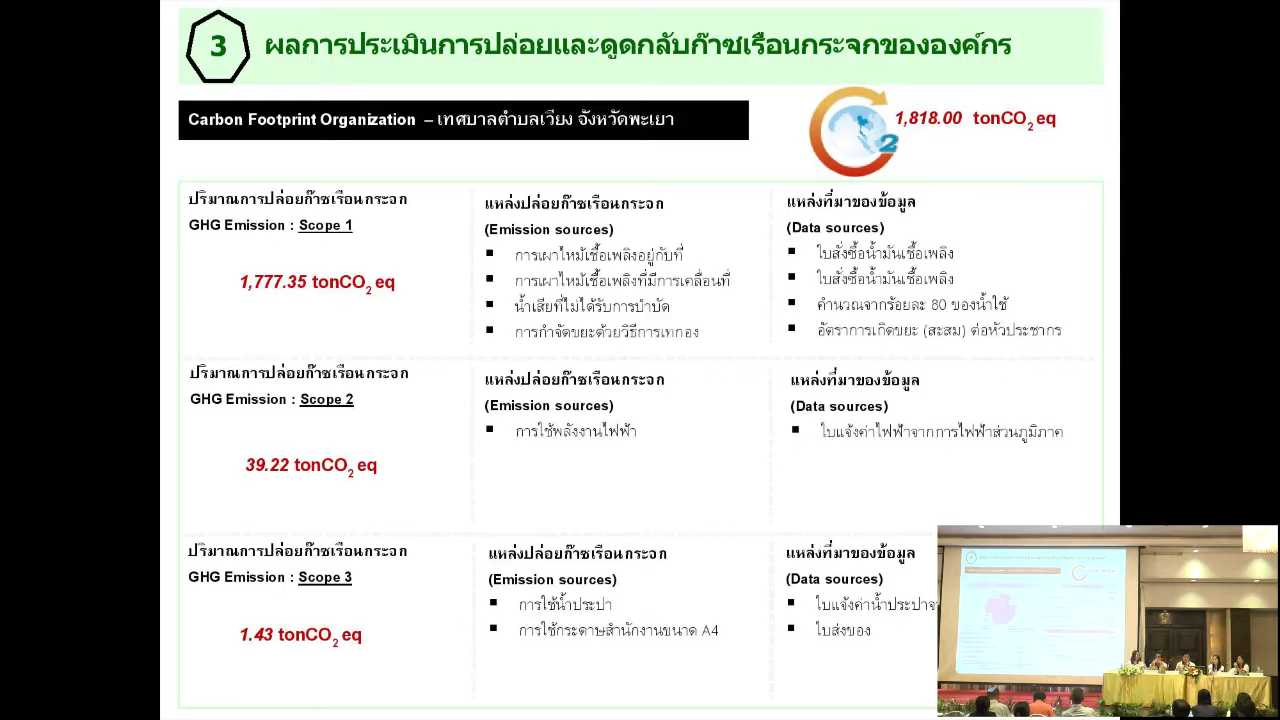 3
ผลการประเมินการปล่อยและดูดกลับก๊าซเรือนกระจกขององค์กร
Carbon Footprint Organization – เทศบาลตำบลเวียง จังหวัดพะเยา
2
1,818.00 tonCO2 eq
ปริมาณการปล่อยก๊าซเรือนกระจก
GHG Emission : Scope 1
1,777.35 tonCO2 eq
แหล่งปล่อยก๊าซเรือนกระจก
(Emission sources)
▪ การเผาไหม้เชื้อเพลิงอยู่กับที่
▪ การเผาไหม้เชื้อเพลิงที่มีการเคลื่อนที่
▪ น้ำเสียที่ไม่ได้รับการบำบัด
▪ การกำจัดขยะด้วยวิธีการเทกอง
แหล่งที่มาของข้อมูล
(Data sources)
▪ ใบสั่งซื้อน้ำมันเชื้อเพลิง
▪ ใบสั่งซื้อน้ำมันเชื้อเพลิง
▪ คำนวณจากร้อยละ 80 ของน้ำใช้
▪ อัตราการเกิดขยะ (สะสม) ต่อหัวประชากร
ปริมาณการปล่อยก๊าซเรือนกระจก
GHG Emission : Scope 2
39.22 tonCO2 eq
แหล่งปล่อยก๊าซเรือนกระจก
(Emission sources)
▪ การใช้พลังงานไฟฟ้า
แหล่งที่มาของข้อมูล
(Data sources)
▪ ใบแจ้งค่าไฟฟ้าจากการไฟฟ้าส่วนภูมิภาค
ปริมาณการปล่อยก๊าซเรือนกระจก
GHG Emission : Scope 3
1.43 tonCO2 eq
แหล่งปล่อยก๊าซเรือนกระจก
(Emission sources)
▪ การใช้น้ำประปา
▪ การใช้กระดาษสำนักงานขนาด A4
แหล่งที่มาของข้อมูล
(Data sources)
▪ ใบแจ้งค่าน้ำประปาจ
▪ ใบส่งของ